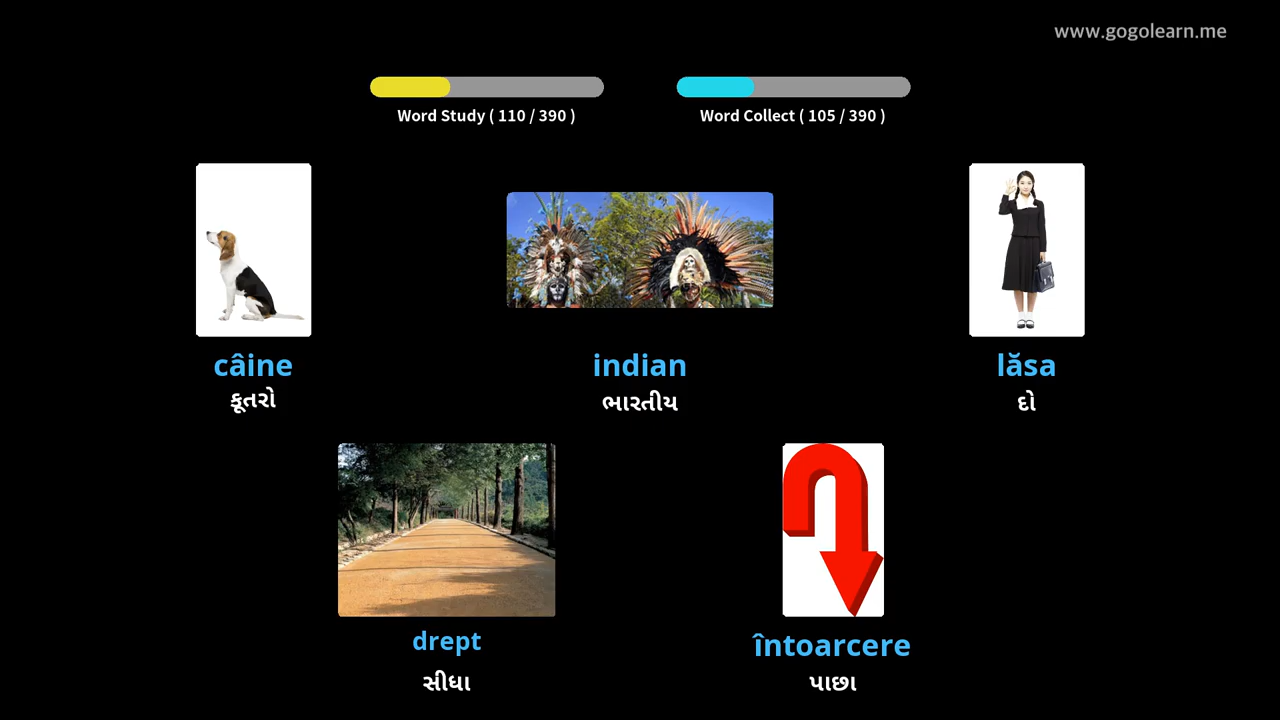 www.gogolearn.me
Word Study ( 110 / 390 )
Word Collect ( 105 / 390 )
câine
કૂતરો
indian
ભારતીય
lăsa
દો
drept
સીધા
întoarcere
પાછા